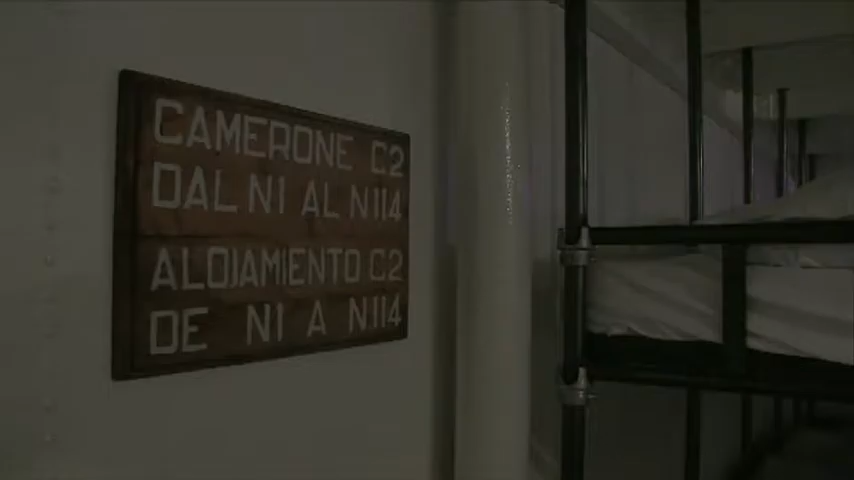 CAMERONE C2
DAL N1 AL N114
ALOJAMIENTO C2
DE N1 A N114